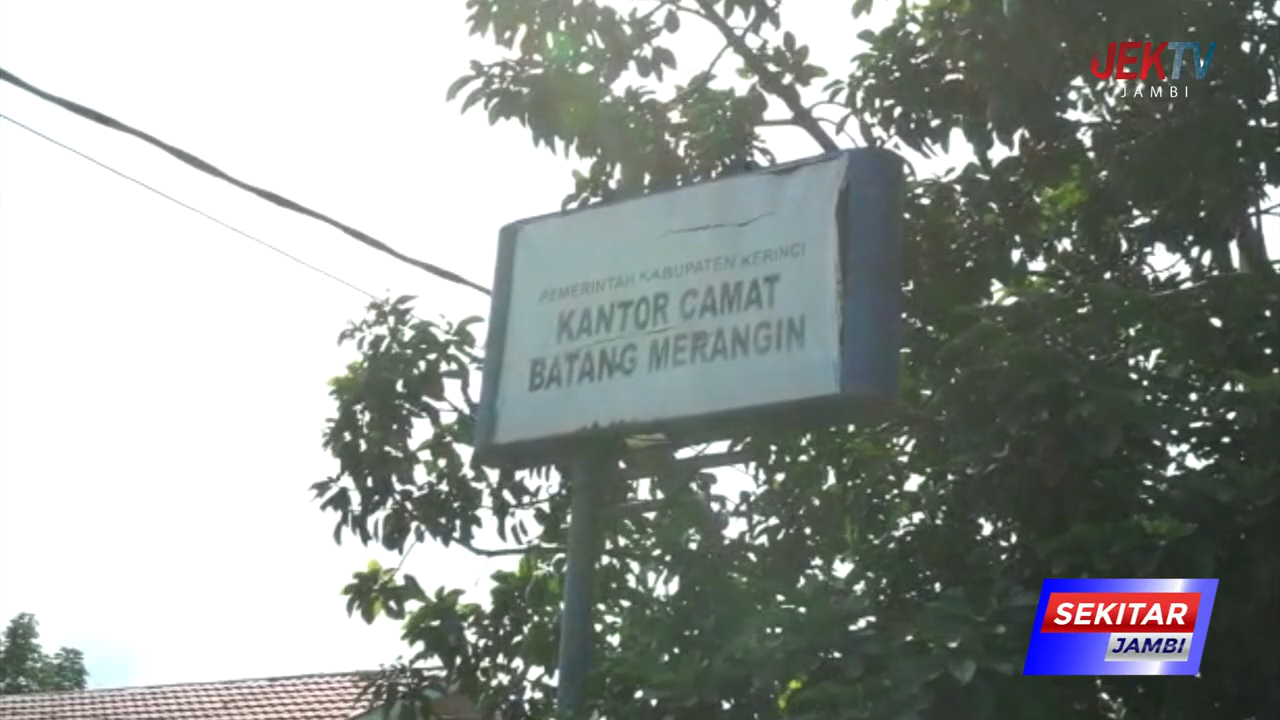 JEKTV
JAMBI
PEMERINTAH KABUPATEN KERINCI
KANTOR CAMAT
BATANG MERANGIN
SEKITAR
JAMBI